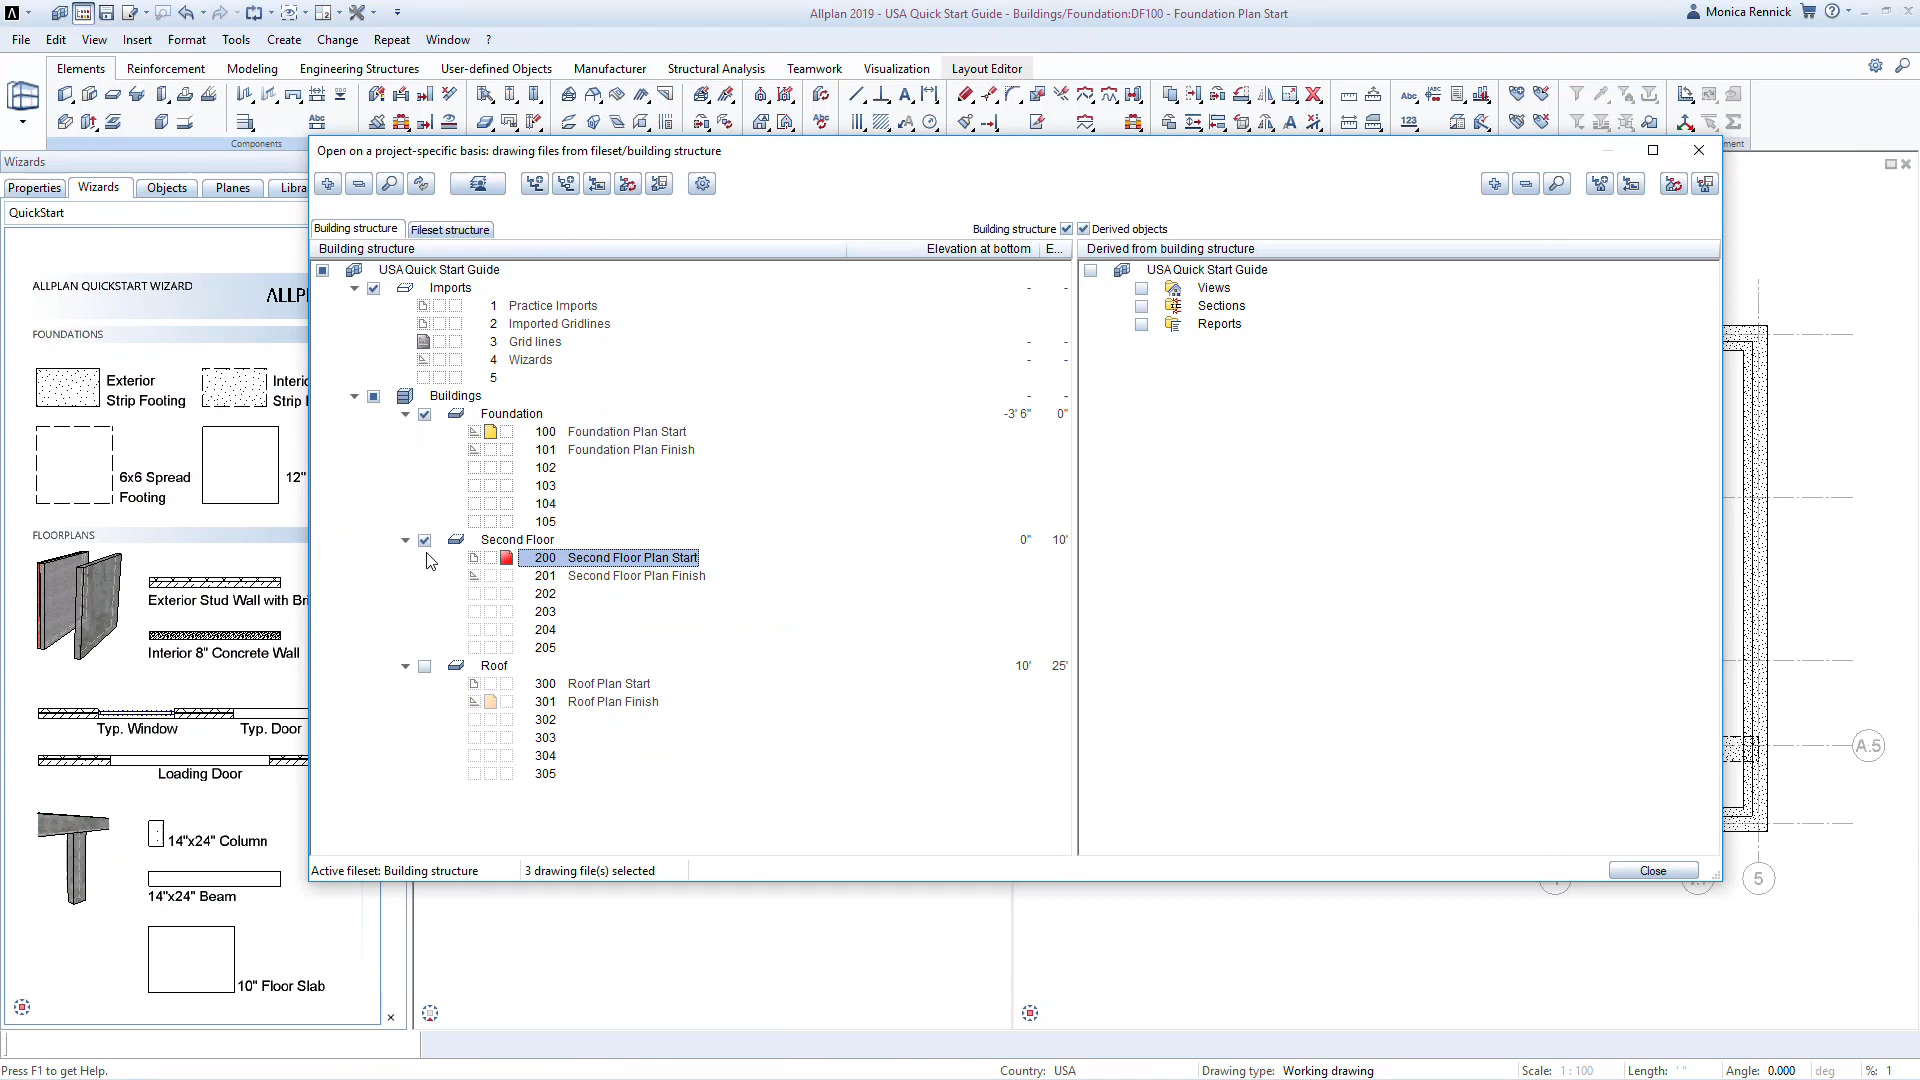 Allplan 2019 - USA Quick Start Guide - Buildings/Foundation:DF100 - Foundation Plan Start
Monica Rennick
File Edit View Insert Format Tools Create Change Repeat Window ?
Elements Reinforcement Modeling Engineering Structures User-defined Objects Manufacturer Structural Analysis Teamwork Visualization Layout Editor
Components
Wizards
Open on a project-specific basis: drawing files from fileset/building structure
Properties Wizards Objects Planes Libra
QuickStart
ALLPLAN QUICKSTART WIZARD
ALLPL
FOUNDATIONS
Exterior
Strip Footing
Interi
Strip
6x6 Spread
Footing
12"
FLOORPLANS
Exterior Stud Wall with Bri
Interior 8" Concrete Wall
Typ. Window Typ. Door
Loading Door
14"x24" Column
14"x24" Beam
10" Floor Slab
Building structure Fileset structure
Building structure Derived objects
Building structure Elevation at bottom E...
Derived from building structure
USA Quick Start Guide
Imports - -
1 Practice Imports
2 Imported Gridlines
3 Grid lines - -
4 Wizards - -
5
Buildings - -
Foundation -3' 6" 0"
100 Foundation Plan Start
101 Foundation Plan Finish
102
103
104
105
Second Floor 0" 10'
200 Second Floor Plan Start
201 Second Floor Plan Finish
202
203
204
205
Roof 10' 25'
300 Roof Plan Start
301 Roof Plan Finish
302
303
304
305
USA Quick Start Guide
Views
Sections
Reports
Active fileset: Building structure 3 drawing file(s) selected
Close
A.5
5
Press F1 to get Help.
Country: USA
Drawing type: Working drawing
Scale: 1 : 100
Length: ' "
Angle: 0.000 deg
%: 1